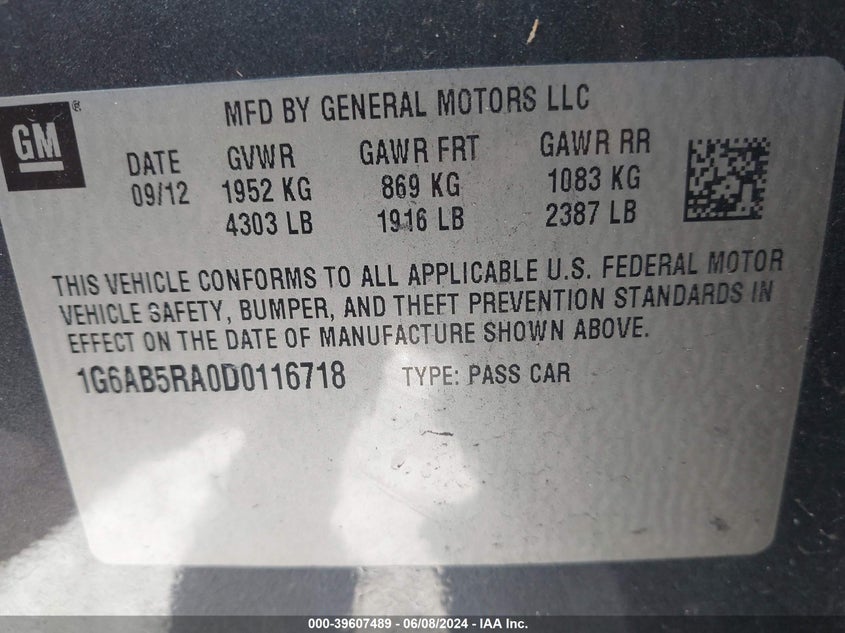 GM®
MFD BY GENERAL MOTORS LLC
DATE GVWR GAWR FRT GAWR RR
09/12 1952 KG 869 KG 1083 KG
4303 LB 1916 LB 2387 LB
THIS VEHICLE CONFORMS TO ALL APPLICABLE U.S. FEDERAL MOTOR
VEHICLE SAFETY, BUMPER, AND THEFT PREVENTION STANDARDS IN
EFFECT ON THE DATE OF MANUFACTURE SHOWN ABOVE.
1G6AB5RA0D0116718 TYPE: PASS CAR
000-39607489 - 06/08/2024 - IAA Inc.